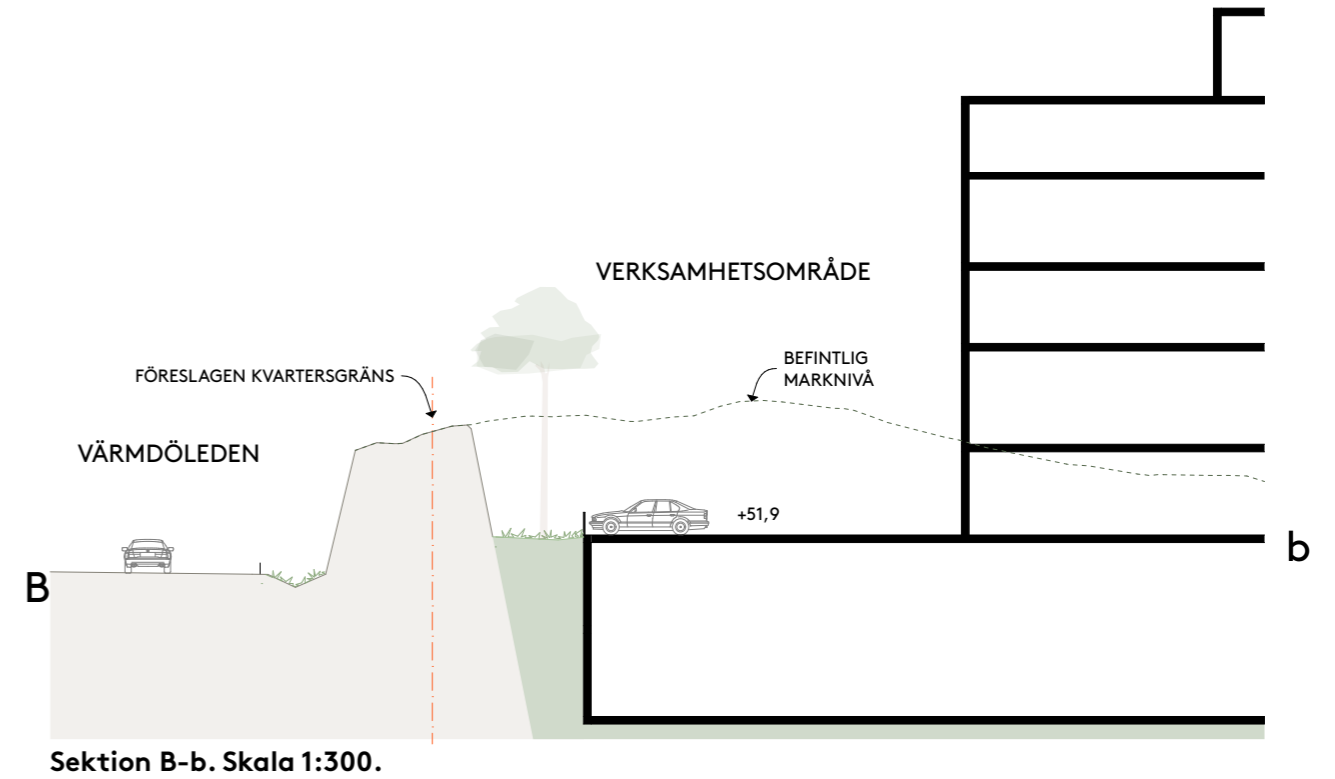 VERKSAMHETSOMRÅDE
BEFINTLIG
MARKNIVÅ
FÖRESLAGEN KVARTERSGRÄNS
VÄRMDÖLEDEN
+51,9
B
b
Sektion B-b. Skala 1:300.